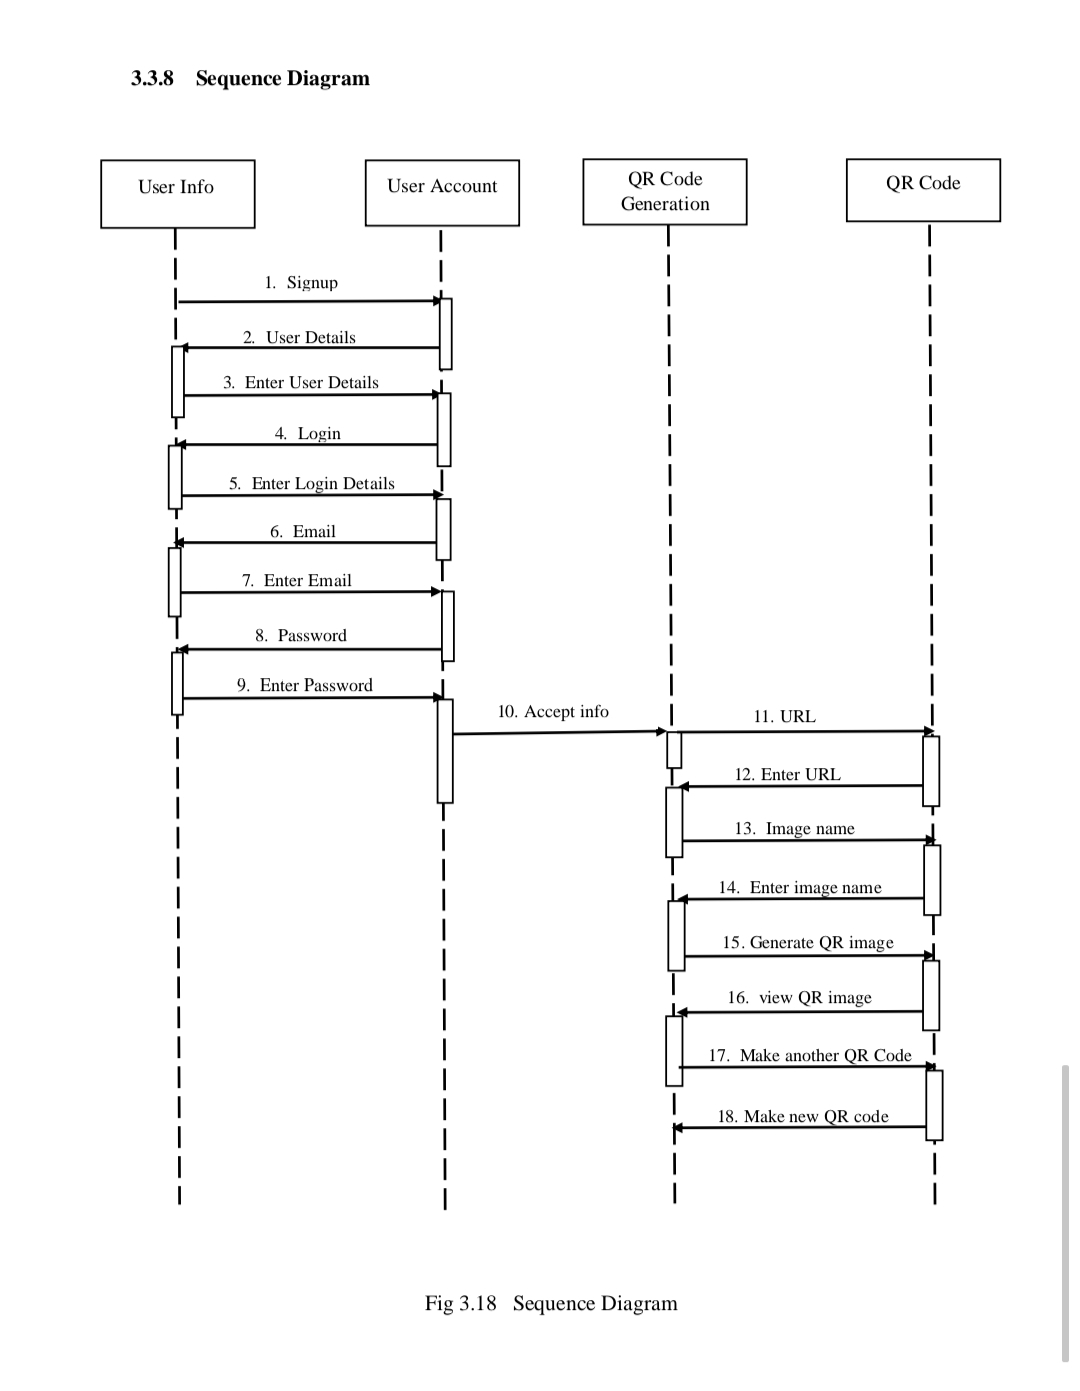 3.3.8 Sequence Diagram
User Info
User Account
QR Code
Generation
QR Code
1. Signup
2. User Details
3. Enter User Details
4. Login
5. Enter Login Details
6. Email
7. Enter Email
8. Password
9. Enter Password
10. Accept info
11. URL
12. Enter URL
13. Image name
14. Enter image name
15. Generate QR image
16. view QR image
17. Make another QR Code
18. Make new QR code
Fig 3.18 Sequence Diagram